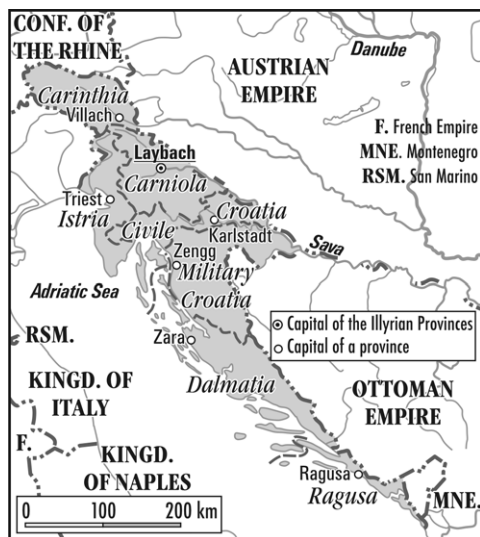 CONF. OF
THE RHINE
Danube
AUSTRIAN
EMPIRE
Carinthia
Villach
F. French Empire
MNE. Montenegro
RSM. San Marino
Laybach
Carniola
Triest
Istria
Croatia
Civile
Karlstadt
Zengg
Sava
Military
Croatia
Adriatic Sea
Capital of the Illyrian Provinces
Capital of a province
RSM.
Zara
KINGD. OF
ITALY
Dalmatia
OTTOMAN
EMPIRE
F.
KINGD.
OF NAPLES
Ragusa
Ragusa
MNE.
0 100 200 km